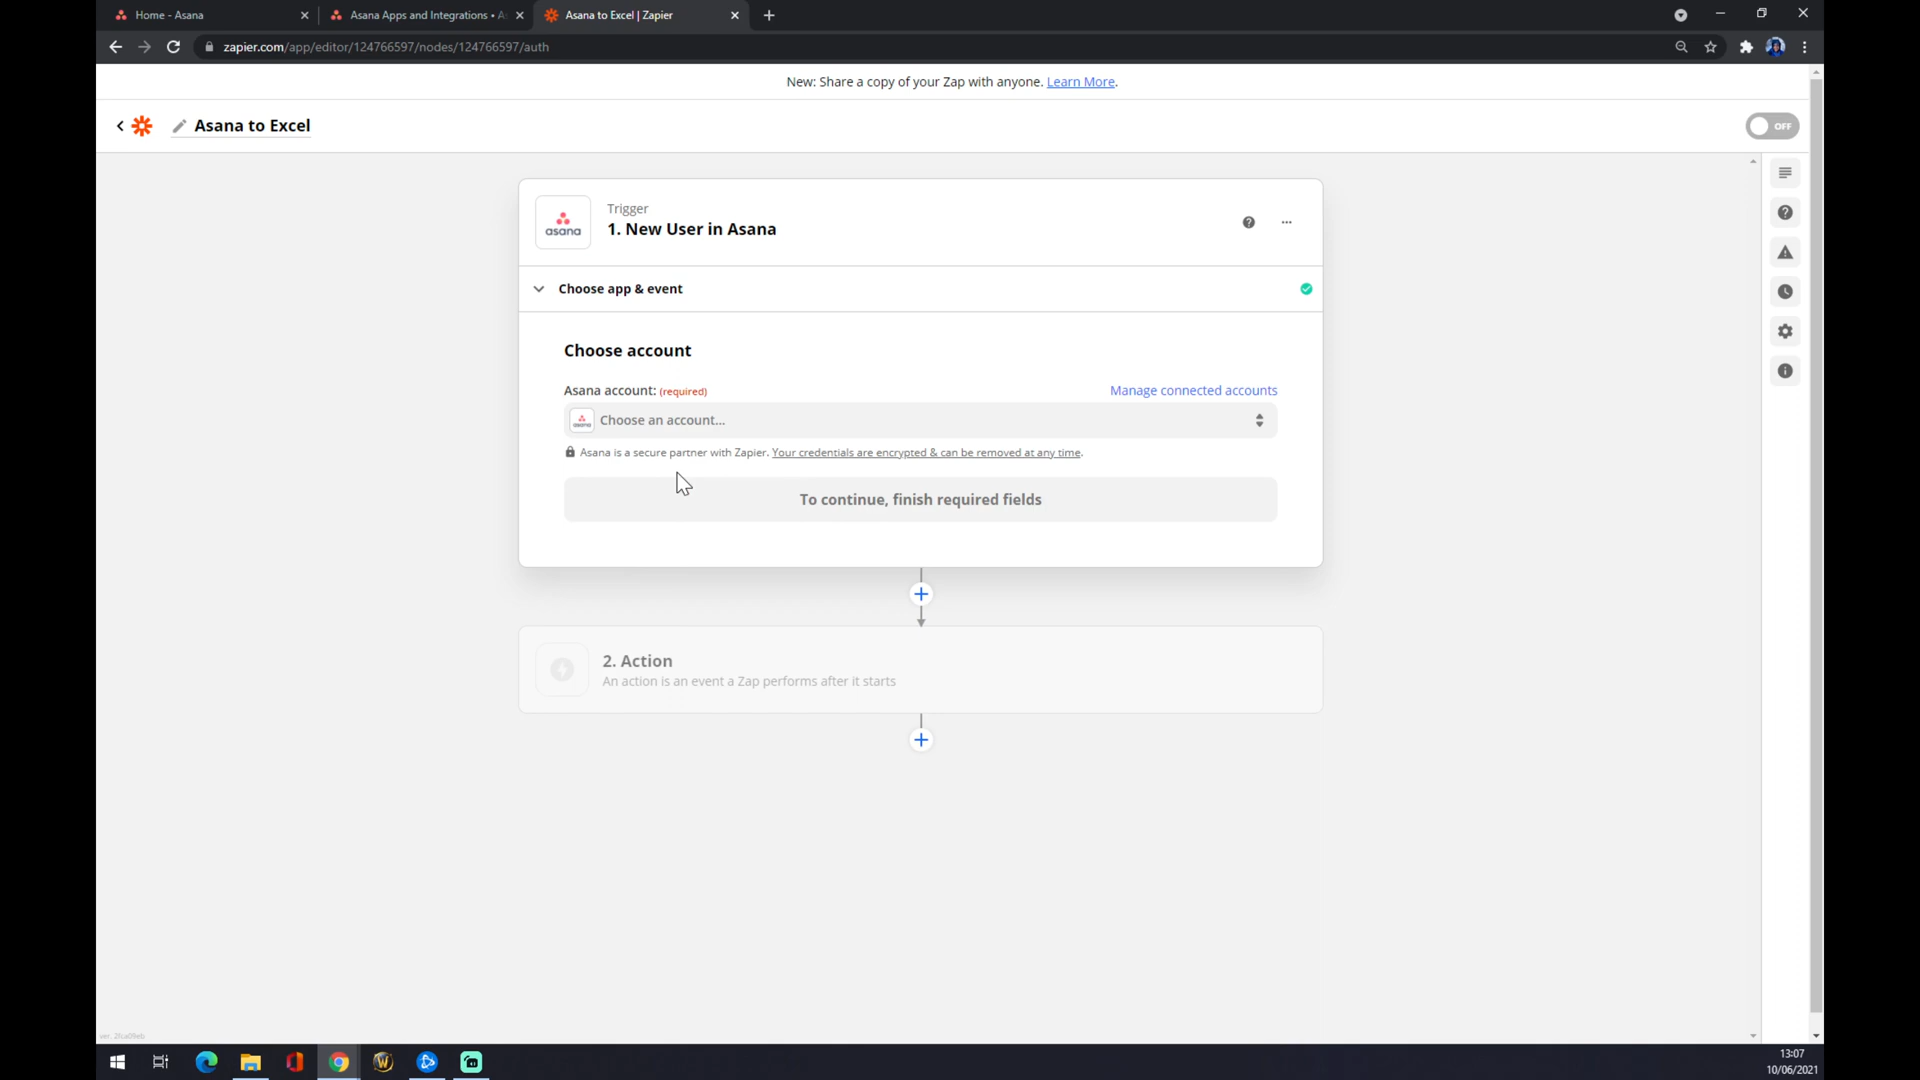 Home - Asana
Asana Apps and Integrations • As
Asana to Excel | Zapier
zapier.com/app/editor/124766597/nodes/124766597/auth
New: Share a copy of your Zap with anyone. Learn More.
Asana to Excel
OFF
asana
Trigger
1. New User in Asana
Choose app & event
Choose account
Asana account: (required)
Manage connected accounts
asana
Choose an account...
Asana is a secure partner with Zapier. Your credentials are encrypted & can be removed at any time.
To continue, finish required fields
2. Action
An action is an event a Zap performs after it starts
13:07
10/06/2021